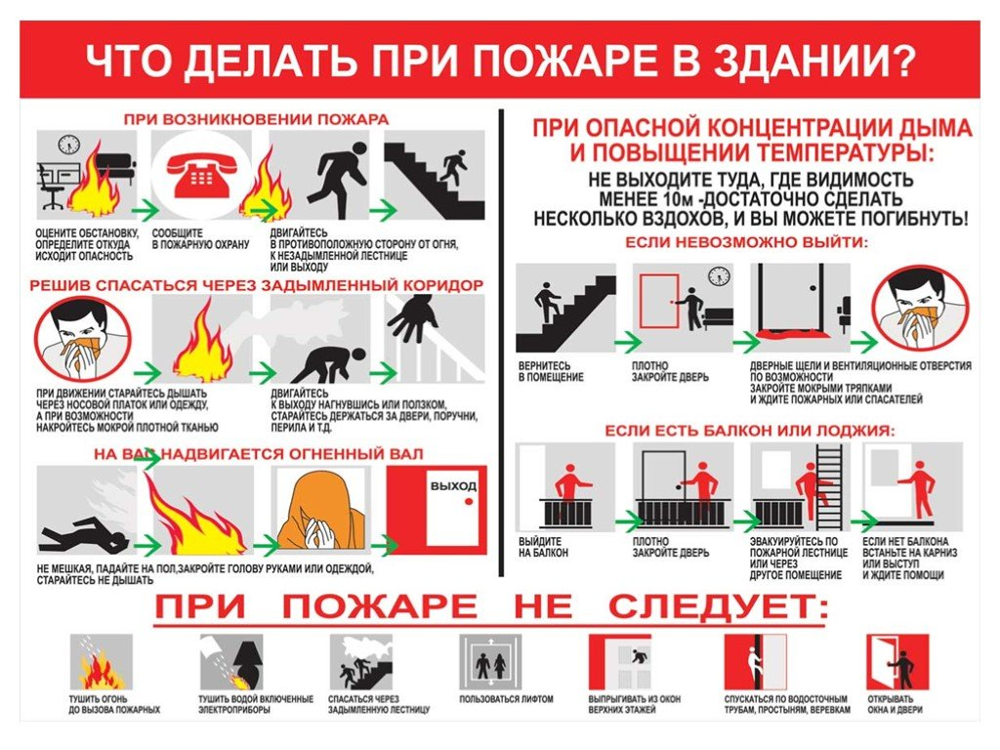 ЧТО ДЕЛАТЬ ПРИ ПОЖАРЕ В ЗДАНИИ?
ПРИ ВОЗНИКНОВЕНИИ ПОЖАРА
ОЦЕНИТЕ ОБСТАНОВКУ,
ОПРЕДЕЛИТЕ ОТКУДА
ИСХОДИТ ОПАСНОСТЬ
СООБЩИТЕ
В ПОЖАРНУЮ ОХРАНУ
ДВИГАЙТЕСЬ
В ПРОТИВОПОЛОЖНУЮ СТОРОНУ ОТ ОГНЯ,
К НЕЗАДЫМЛЕННОЙ ЛЕСТНИЦЕ
ИЛИ ВЫХОДУ
РЕШИВ СПАСАТЬСЯ ЧЕРЕЗ ЗАДЫМЛЕННЫЙ КОРИДОР
ПРИ ДВИЖЕНИИ СТАРАЙТЕСЬ ДЫШАТЬ
ЧЕРЕЗ НОСОВОЙ ПЛАТОК ИЛИ ОДЕЖДУ,
А ПРИ ВОЗМОЖНОСТИ
НАКРОЙТЕСЬ МОКРОЙ ПЛОТНОЙ ТКАНЬЮ
ДВИГАЙТЕСЬ
К ВЫХОДУ НАГНУВШИСЬ ИЛИ ПОЛЗКОМ,
СТАРАЙТЕСЬ ДЕРЖАТЬСЯ ЗА ДВЕРИ, ПОРУЧНИ,
ПЕРИЛА И Т.Д.
НА ВАС НАДВИГАЕТСЯ ОГНЕННЫЙ ВАЛ
ВЫХОД
НЕ МЕШКАЯ, ПАДАЙТЕ НА ПОЛ,ЗАКРОЙТЕ ГОЛОВУ РУКАМИ ИЛИ ОДЕЖДОЙ,
СТАРАЙТЕСЬ НЕ ДЫШАТЬ
ПРИ ОПАСНОЙ КОНЦЕНТРАЦИИ ДЫМА
И ПОВЫЩЕНИИ ТЕМПЕРАТУРЫ:
НЕ ВЫХОДИТЕ ТУДА, ГДЕ ВИДИМОСТЬ
МЕНЕЕ 10м -ДОСТАТОЧНО СДЕЛАТЬ
НЕСКОЛЬКО ВЗДОХОВ, И ВЫ МОЖЕТЕ ПОГИБНУТЬ!
ЕСЛИ НЕВОЗМОЖНО ВЫЙТИ:
ВЕРНИТЕСЬ
В ПОМЕЩЕНИЕ
ПЛОТНО
ЗАКРОЙТЕ ДВЕРЬ
ДВЕРНЫЕ ЩЕЛИ И ВЕНТИЛЯЦИОННЫЕ ОТВЕРСТИЯ
ПО ВОЗМОЖНОСТИ
ЗАКРОЙТЕ МОКРЫМИ ТРЯПКАМИ
И ЖДИТЕ ПОЖАРНЫХ ИЛИ СПАСАТЕЛЕЙ
ЕСЛИ ЕСТЬ БАЛКОН ИЛИ ЛОДЖИЯ:
ВЫЙДИТЕ
НА БАЛКОН
ПЛОТНО
ЗАКРОЙТЕ ДВЕРЬ
ЭВАКУИРУЙТЕСЬ ПО
ПОЖАРНОЙ ЛЕСТНИЦЕ
ИЛИ ЧЕРЕЗ
ДРУГОЕ ПОМЕЩЕНИЕ
ЕСЛИ НЕТ БАЛКОНА
ВСТАНЬТЕ НА КАРНИЗ
ИЛИ ВЫСТУП
И ЖДИТЕ ПОМОЩИ
ПРИ ПОЖАРЕ НЕ СЛЕДУЕТ:
ТУШИТЬ ОГОНЬ
ДО ВЫЗОВА ПОЖАРНЫХ
ТУШИТЬ ВОДОЙ ВКЛЮЧЕННЫЕ
ЭЛЕКТРОПРИБОРЫ
СПАСАТЬСЯ ЧЕРЕЗ
ЗАДЫМЛЕННУЮ ЛЕСТНИЦУ
ПОЛЬЗОВАТЬСЯ ЛИФТОМ
ВЫПРЫГИВАТЬ ИЗ ОКОН
ВЕРХНИХ ЭТАЖЕЙ
СПУСКАТЬСЯ ПО ВОДОСТОЧНЫМ
ТРУБАМ, ПРОСТЫНЯМ, ВЕРЕВКАМ
ОТКРЫВАТЬ
ОКНА И ДВЕРИ